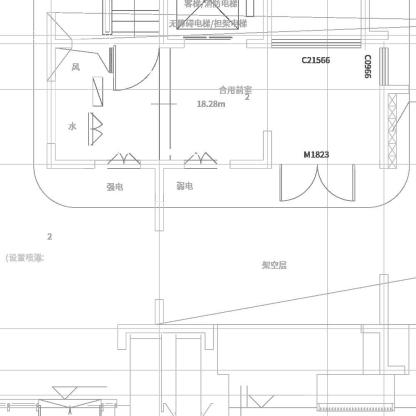 客梯/消防电梯
无障碍电梯/担架电梯
C21566
C0966
风
合用前室
18.28m
2
水
M1823
强电
弱电
2
架空层
(设置喷淋: